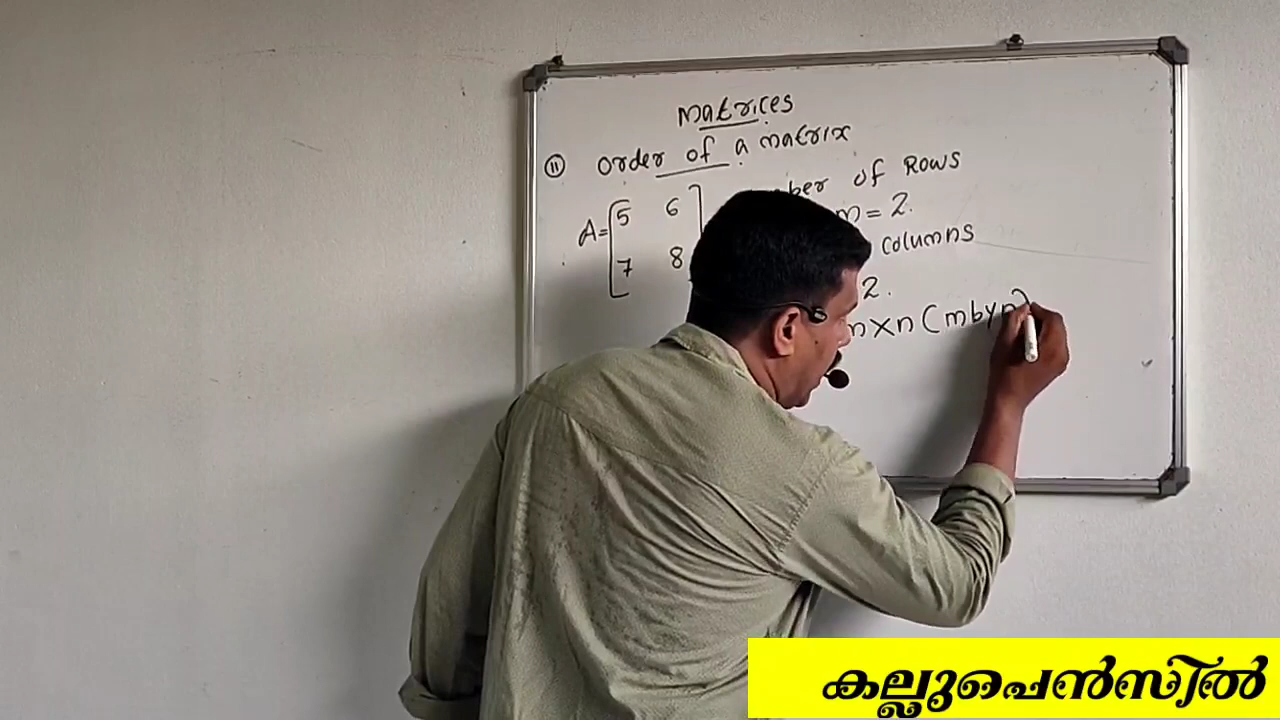 Matrices
11 order of a matrix
A= [ 5 6 ] of Rows
m = 2.
7 8 columns
2.
m×n (m by n)
കല്ലുപെൻസിൽ